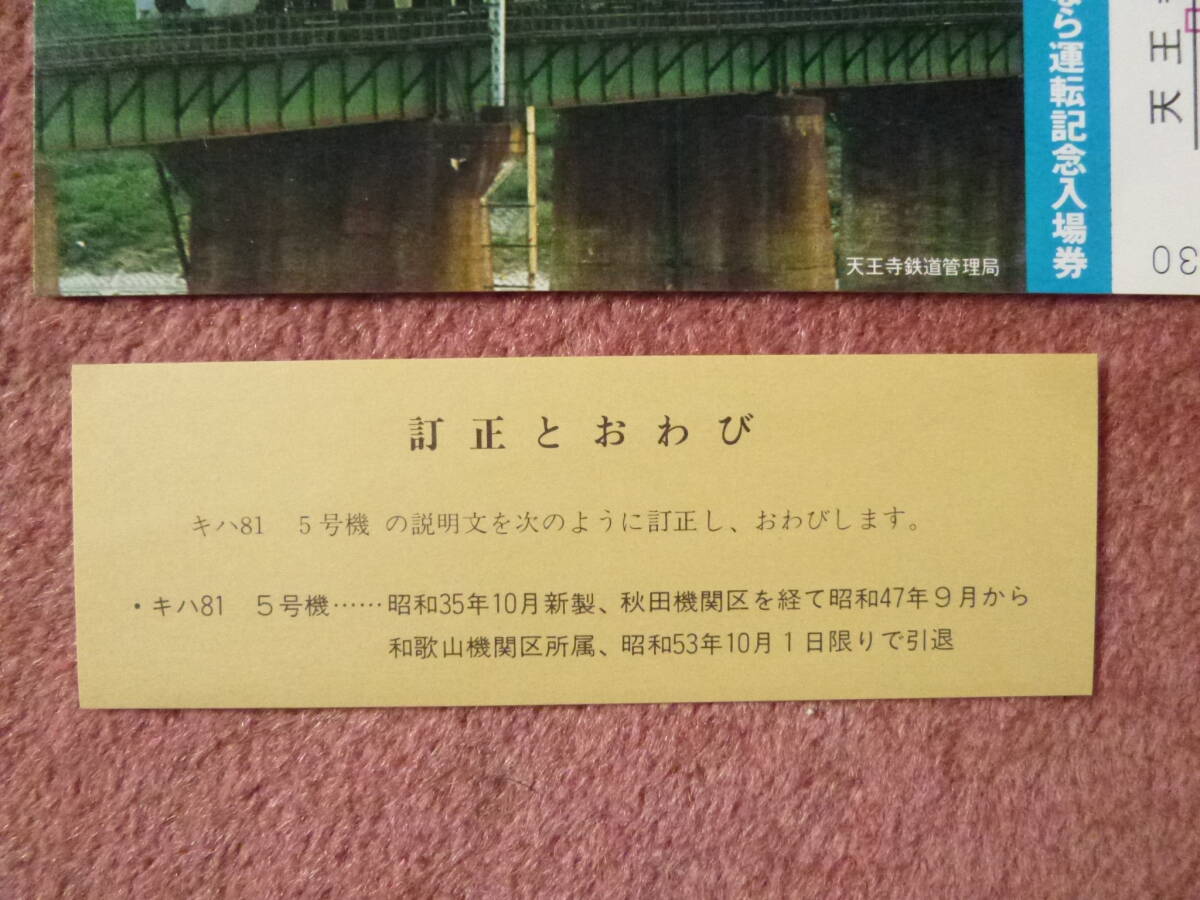 なら運転記念入場券
天王
30
天王寺鉄道管理局
訂正とおわび
キハ81 5号機 の説明文を次のように訂正し、おわびします。
・キハ81 5号機……昭和35年10月新製、秋田機関区を経て昭和47年9月から
和歌山機関区所属、昭和53年10月1日限りで引退